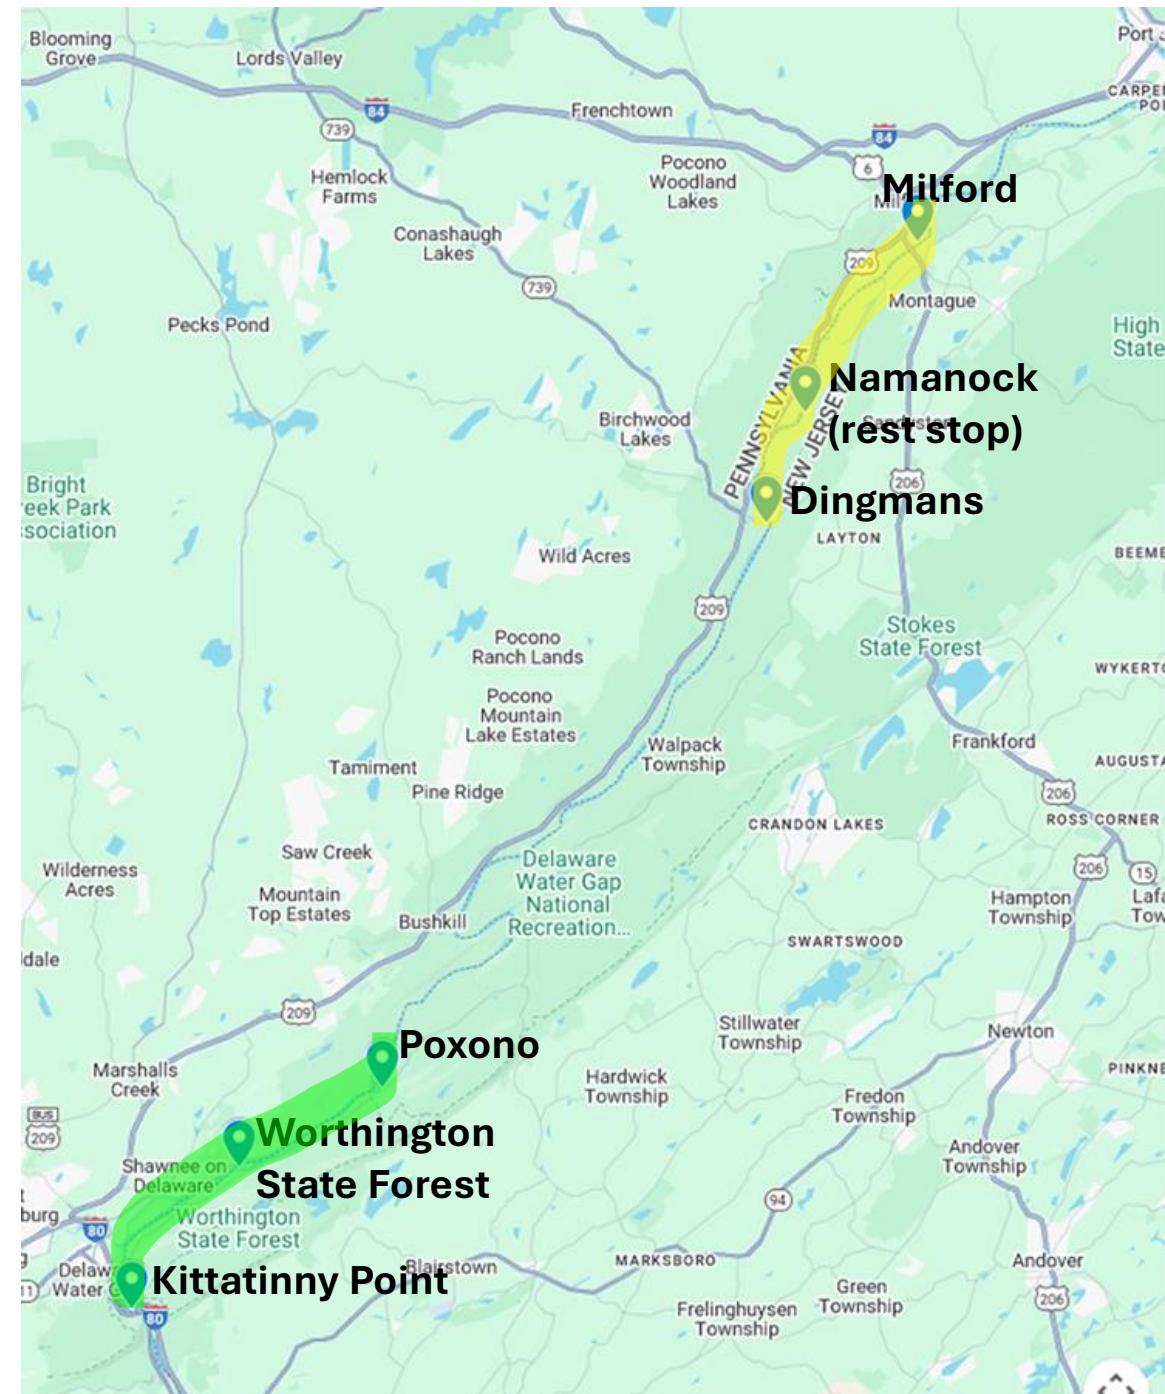 Blooming
Grove
Lords Valley
Port
84
Frenchtown
CARPE
PO
739
84
6
Hemlock
Farms
Pocono
Woodland
Lakes
Milford
Mil
Conashaugh
Lakes
209
739
Montague
Pecks Pond
High
State
PENNSYLVANIA
NEW JERSEY
Namanock
(rest stop)
Birchwood
Lakes
Bright
eek Park
ssociation
206
Dingmans
LAYTON
Wild Acres
BEEME
209
Stokes
State Forest
Pocono
Ranch Lands
WYKERT
Pocono
Mountain
Lake Estates
Walpack
Township
Frankford
AUGUSTA
Tamiment
Pine Ridge
206
CRANDON LAKES
ROSS CORNER
Saw Creek
Delaware
Water Gap
National
Recreation...
206
15
Wilderness
Acres
Mountain
Top Estates
Hampton
Township
Lafa
Tow
Bushkill
SWARTSWOOD
dale
209
Stillwater
Township
Newton
Poxono
Marshalls
Creek
Hardwick
Township
PINKNE
Fredon
Township
BUS
209
Worthington
State Forest
Andover
Township
Shawnee on
Delaware
94
burg
80
Worthington
State Forest
Delaw
Water
Kittatinny Point
Blairstown
MARKSBORO
Andover
Green
Township
206
80
Frelinghuysen
Township